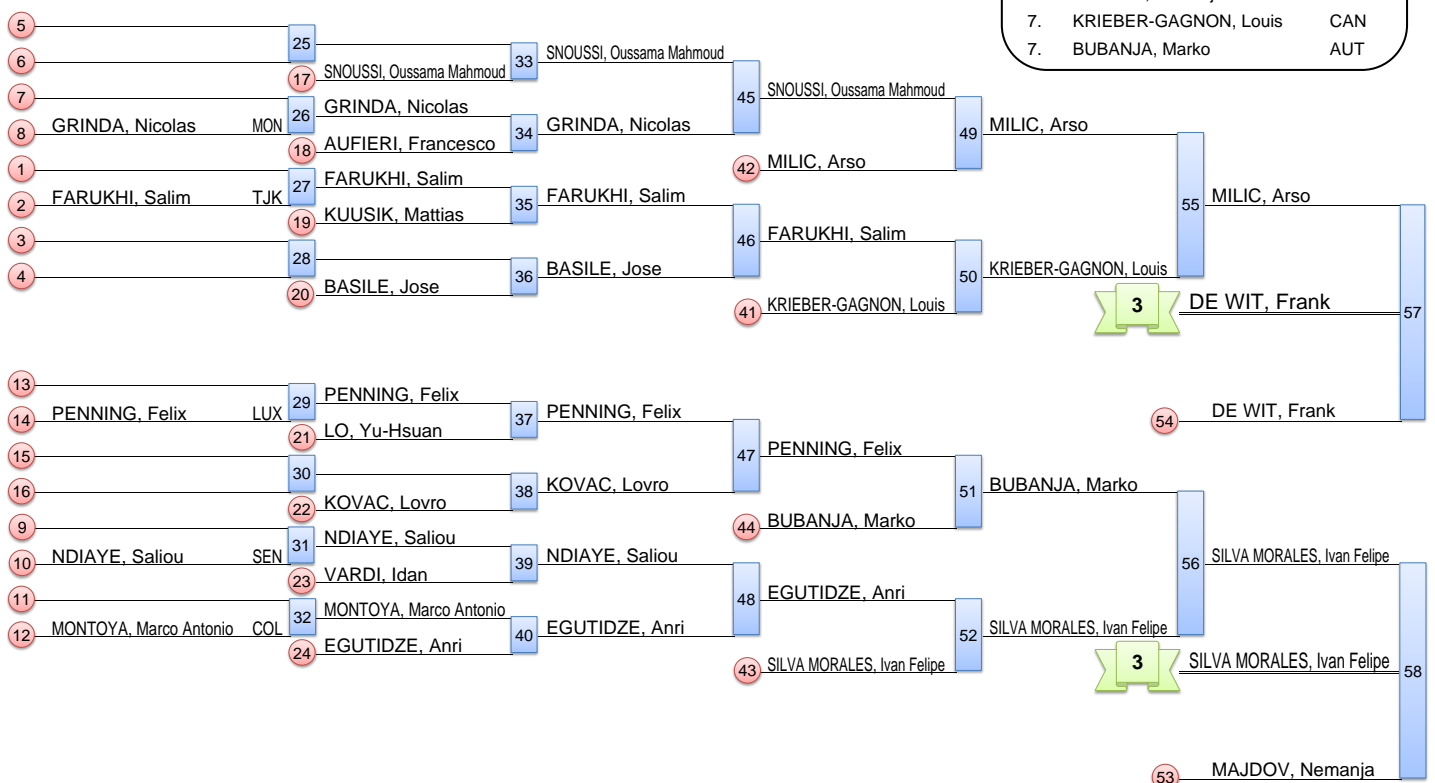 7. KRIEBER-GAGNON, Louis CAN
7. BUBANJA, Marko AUT
5
25
SNOUSSI, Oussama Mahmoud
6
33
17 SNOUSSI, Oussama Mahmoud
45 SNOUSSI, Oussama Mahmoud
7
26 GRINDA, Nicolas
8 GRINDA, Nicolas MON
34 GRINDA, Nicolas
49 MILIC, Arso
18 AUFIERI, Francesco
1
42 MILIC, Arso
27 FARUKHI, Salim
2 FARUKHI, Salim TJK
35 FARUKHI, Salim
55 MILIC, Arso
19 KUUSIK, Mattias
3
46 FARUKHI, Salim
28
4
36 BASILE, Jose
50 KRIEBER-GAGNON, Louis
20 BASILE, Jose
41 KRIEBER-GAGNON, Louis
3 DE WIT, Frank
57
13
29 PENNING, Felix
14 PENNING, Felix LUX
37 PENNING, Felix
54 DE WIT, Frank
21 LO, Yu-Hsuan
15
47 PENNING, Felix
30
16
38 KOVAC, Lovro
51 BUBANJA, Marko
22 KOVAC, Lovro
9
44 BUBANJA, Marko
31 NDIAYE, Saliou
10 NDIAYE, Saliou SEN
39 NDIAYE, Saliou
56 SILVA MORALES, Ivan Felipe
23 VARDI, Idan
11
48 EGUTIDZE, Anri
32 MONTOYA, Marco Antonio
12 MONTOYA, Marco Antonio COL
40 EGUTIDZE, Anri
52 SILVA MORALES, Ivan Felipe
24 EGUTIDZE, Anri
43 SILVA MORALES, Ivan Felipe
3 SILVA MORALES, Ivan Felipe
58
53 MAJDOV, Nemanja